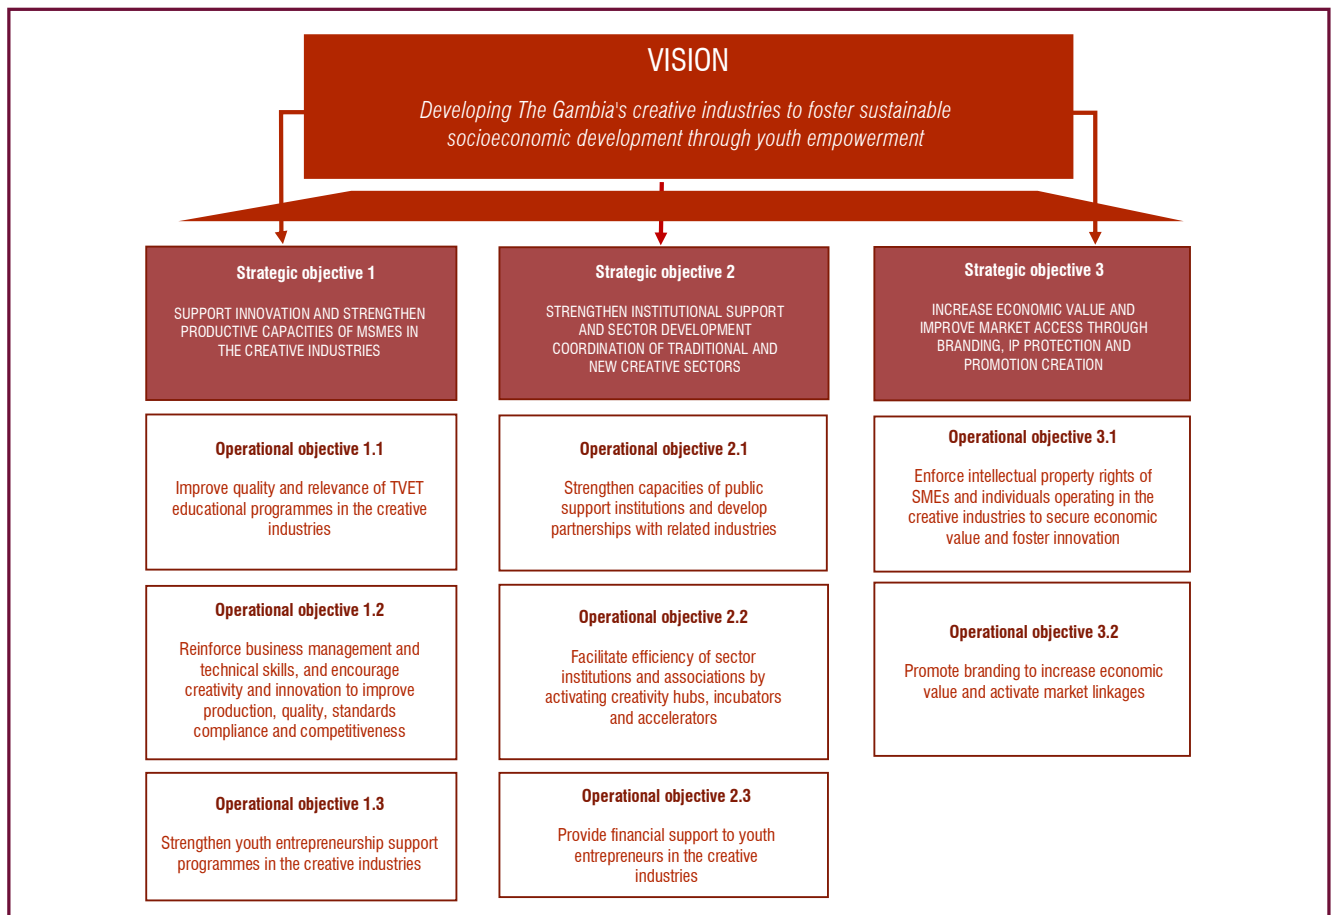 VISION
Developing The Gambia's creative industries to foster sustainable
socioeconomic development through youth empowerment
Strategic objective 1
SUPPORT INNOVATION AND STRENGTHEN
PRODUCTIVE CAPACITIES OF MSMES IN
THE CREATIVE INDUSTRIES
Operational objective 1.1
Improve quality and relevance of TVET
educational programmes in the creative
industries
Operational objective 1.2
Reinforce business management and
technical skills, and encourage
creativity and innovation to improve
production, quality, standards
compliance and competitiveness
Operational objective 1.3
Strengthen youth entrepreneurship support
programmes in the creative industries
Strategic objective 2
STRENGTHEN INSTITUTIONAL SUPPORT
AND SECTOR DEVELOPMENT
COORDINATION OF TRADITIONAL AND
NEW CREATIVE SECTORS
Operational objective 2.1
Strengthen capacities of public
support institutions and develop
partnerships with related industries
Operational objective 2.2
Facilitate efficiency of sector
institutions and associations by
activating creativity hubs, incubators
and accelerators
Operational objective 2.3
Provide financial support to youth
entrepreneurs in the creative
industries
Strategic objective 3
INCREASE ECONOMIC VALUE AND
IMPROVE MARKET ACCESS THROUGH
BRANDING, IP PROTECTION AND
PROMOTION CREATION
Operational objective 3.1
Enforce intellectual property rights of
SMEs and individuals operating in the
creative industries to secure economic
value and foster innovation
Operational objective 3.2
Promote branding to increase economic
value and activate market linkages